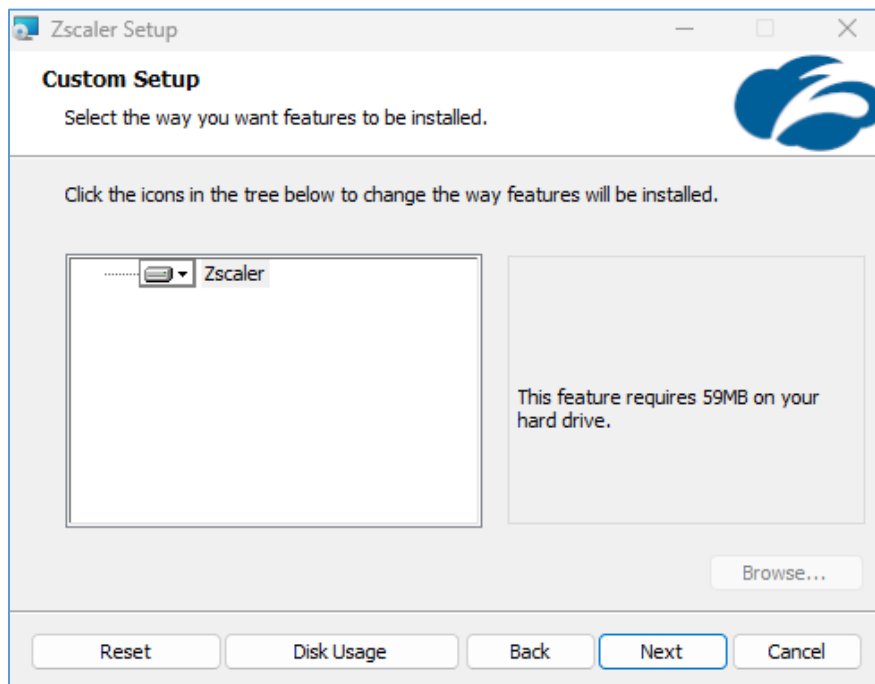 Zscaler Setup
Custom Setup
Select the way you want features to be installed.
Click the icons in the tree below to change the way features will be installed.
Zscaler
This feature requires 59MB on your
hard drive.
Browse...
Reset Disk Usage Back Next Cancel